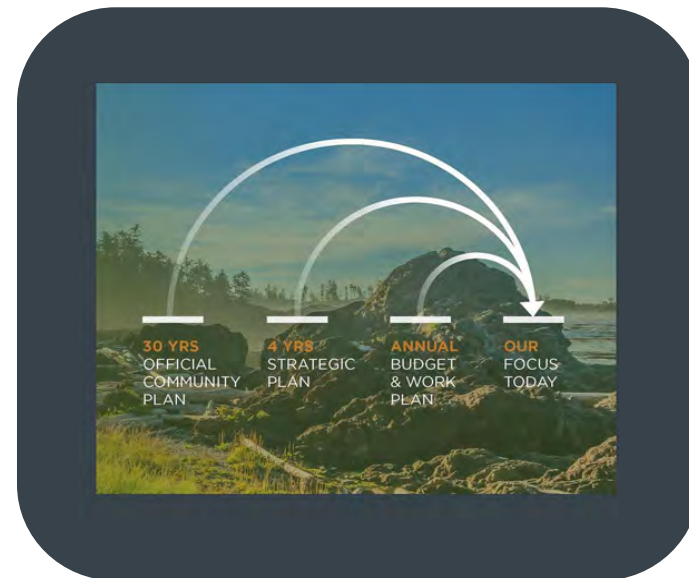 30 YRS
OFFICIAL
COMMUNITY
PLAN
4 YRS
STRATEGIC
PLAN
ANNUAL
BUDGET
& WORK
PLAN
OUR
FOCUS
TODAY